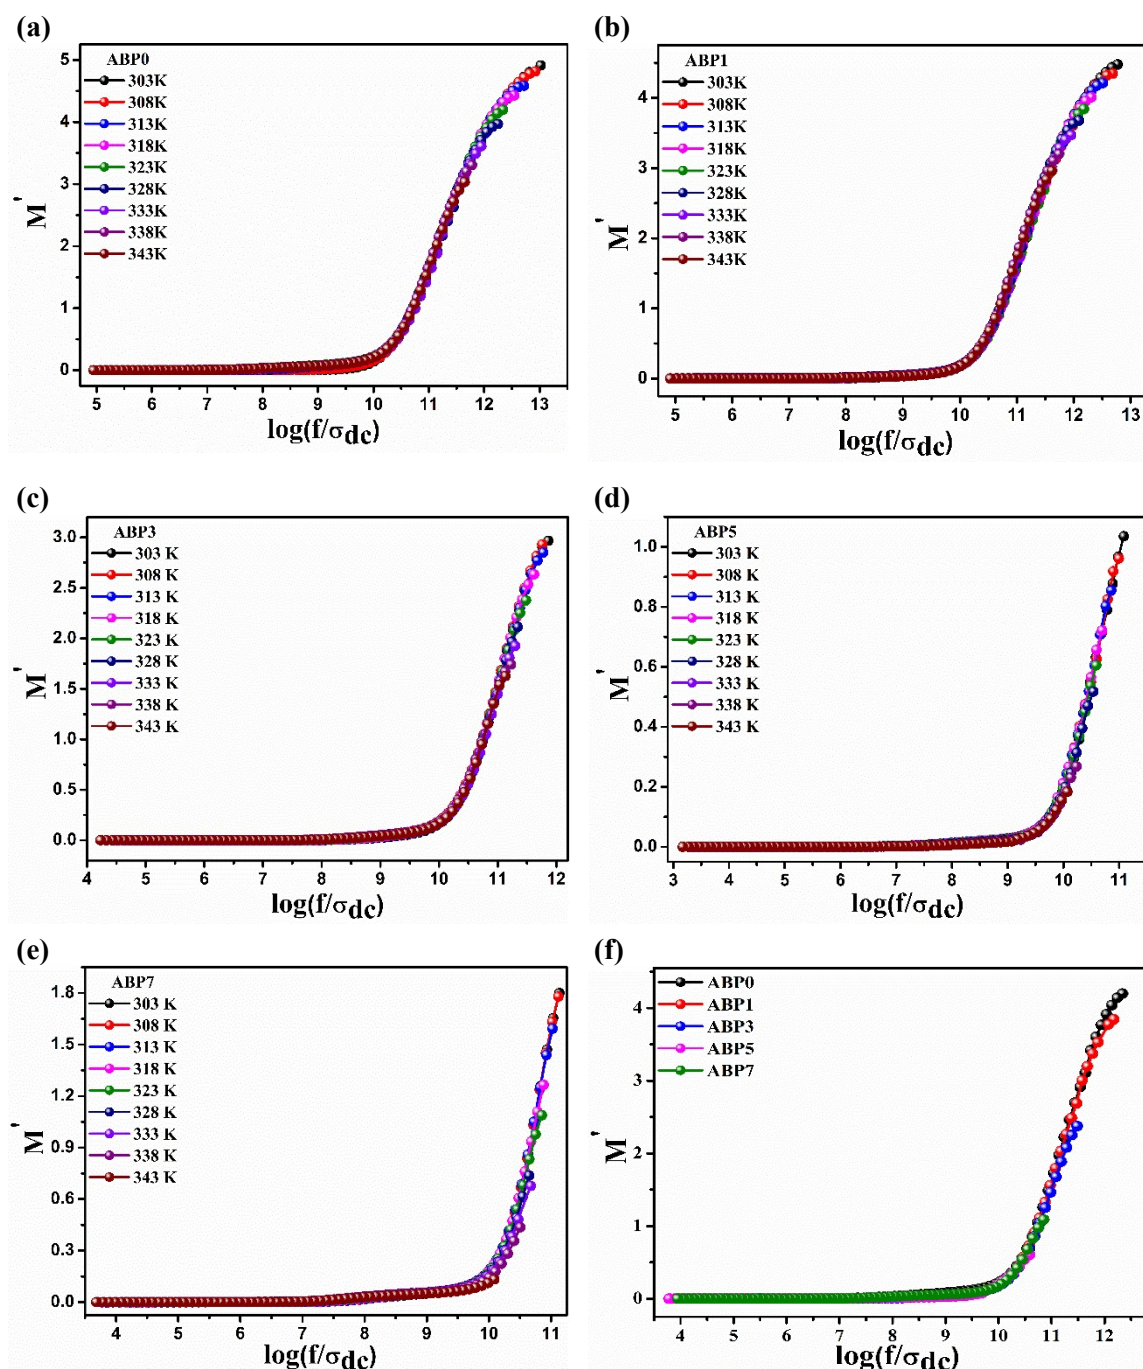 (a)
ABP0
303K
308K
313K
318K
323K
328K
333K
338K
343K
M'
5
4
3
2
1
0
5 6 7 8 9 10 11 12 13
log(f/σdc)
(b)
ABP1
303K
308K
313K
318K
323K
328K
333K
338K
343K
M'
4
3
2
1
0
5 6 7 8 9 10 11 12 13
log(f/σdc)
(c)
ABP3
303 K
308 K
313 K
318 K
323 K
328 K
333 K
338 K
343 K
M'
3.0
2.5
2.0
1.5
1.0
0.5
0.0
4 5 6 7 8 9 10 11 12
log(f/σdc)
(d)
ABP5
303 K
308 K
313 K
318 K
323 K
328 K
333 K
338 K
343 K
M'
1.0
0.8
0.6
0.4
0.2
0.0
3 4 5 6 7 8 9 10 11
log(f/σdc)
(e)
ABP7
303 K
308 K
313 K
318 K
323 K
328 K
333 K
338 K
343 K
M'
1.8
1.5
1.2
0.9
0.6
0.3
0.0
4 5 6 7 8 9 10 11
log(f/σdc)
(f)
ABP0
ABP1
ABP3
ABP5
ABP7
M'
4
3
2
1
0
4 5 6 7 8 9 10 11 12
log(f/σdc)